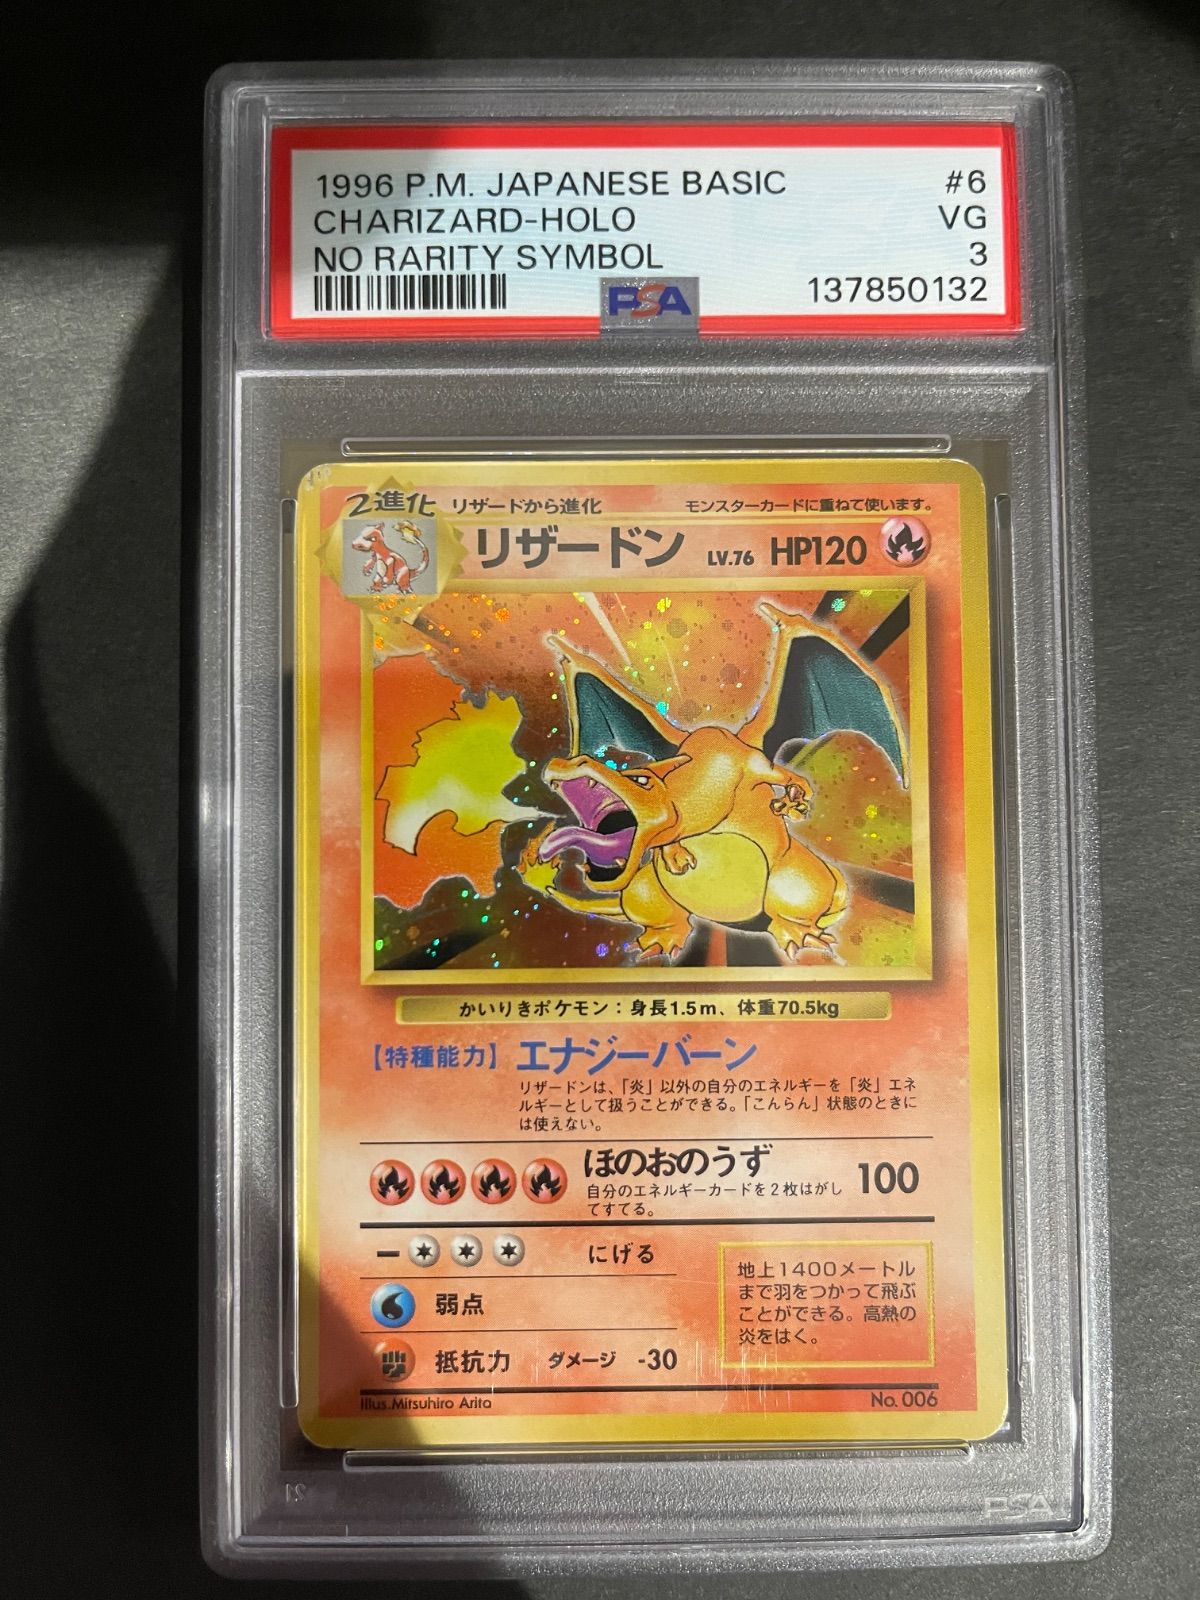 1996 P.M. JAPANESE BASIC #6
CHARIZARD-HOLO VG
NO RARITY SYMBOL 3
PSA 137850132
2進化 リザードから進化 モンスターカードに重ねて使います。
リザードン LV.76 HP120
かいりきポケモン：身長1.5m、体重70.5kg
【特種能力】エナジーバーン
リザードンは、「炎」以外の自分のエネルギーを「炎」エネ
ルギーとして扱うことができる。「こんらん」状態のときに
は使えない。
ほのおのうず 100
自分のエネルギーカードを2枚はがし
てすてる。
にげる
弱点
抵抗力 ダメージ -30
地上1400メートル
まで羽をつかって飛ぶ
ことができる。高熱の
炎をはく。
Illus.Mitsuhiro Arita No.006
PSA